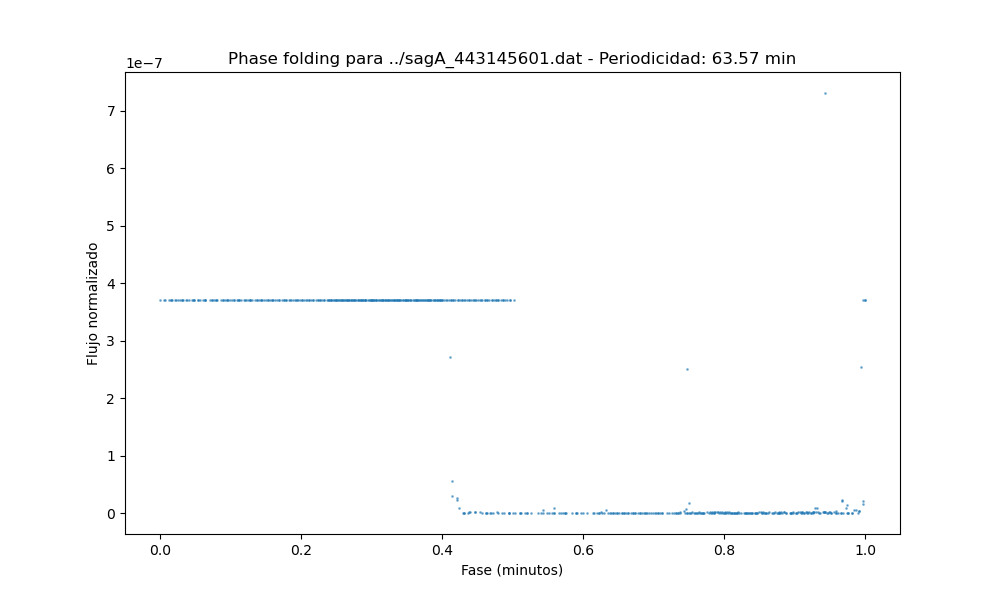 Phase folding para ../sagA_443145601.dat - Periodicidad: 63.57 min
1e−7
7
6
5
4
3
2
1
0
Flujo normalizado
0.0 0.2 0.4 0.6 0.8 1.0
Fase (minutos)